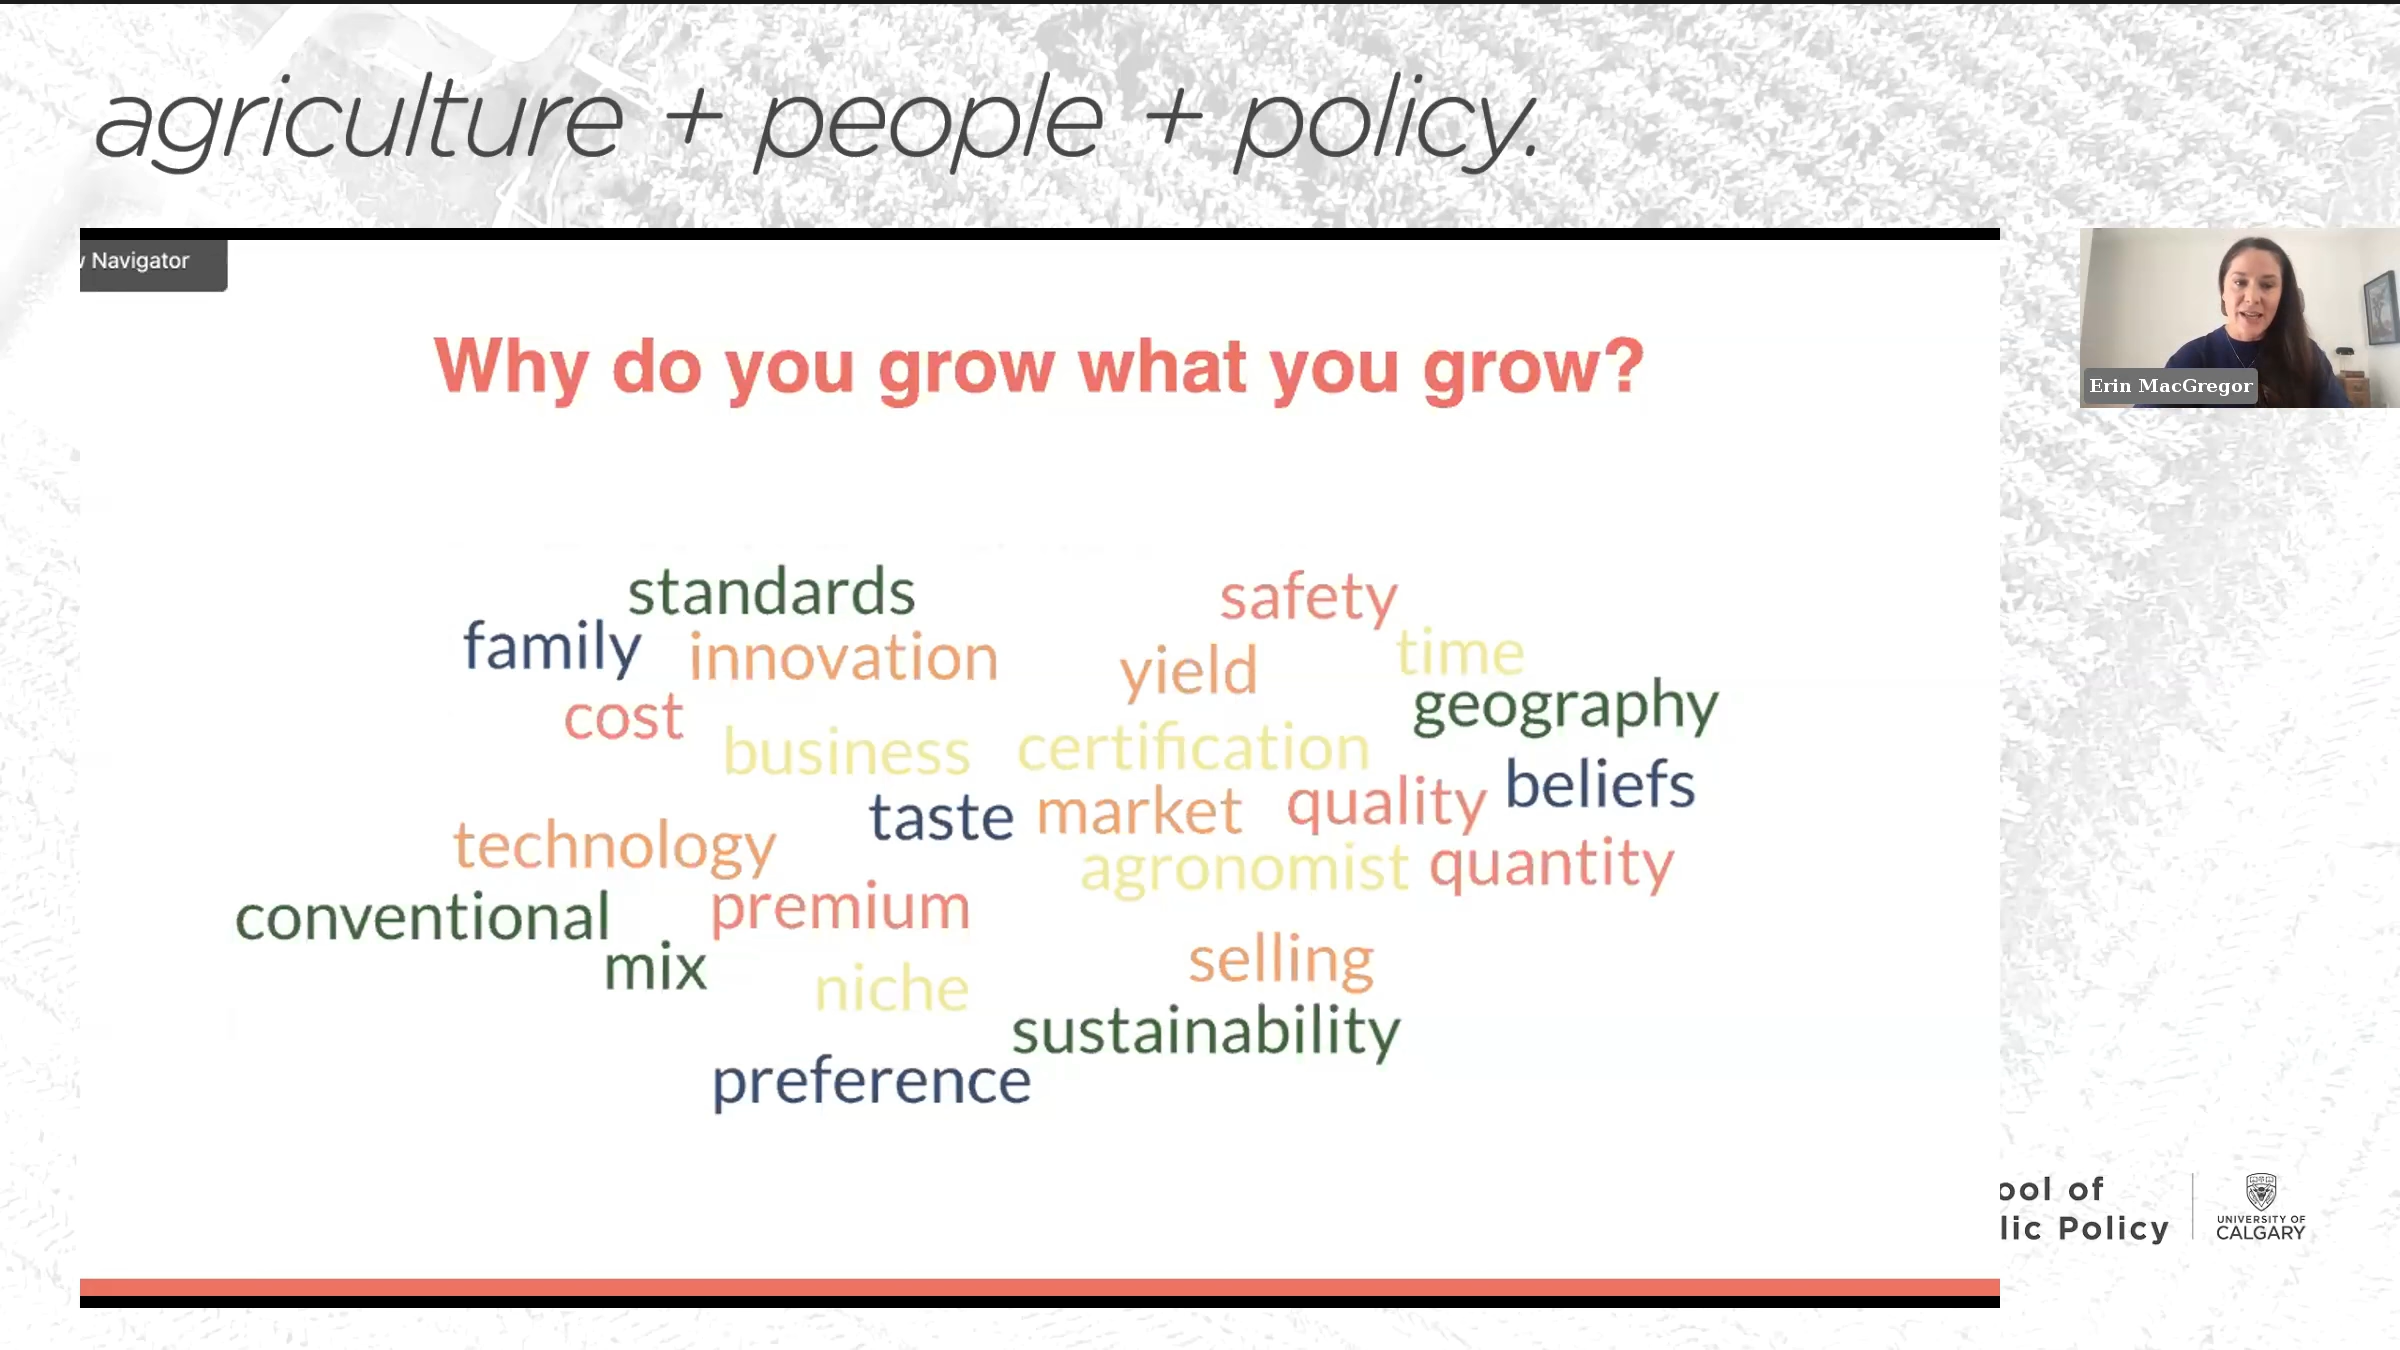 agriculture + people + policy.
Navigator
Why do you grow what you grow?
standards
safety
family
innovation
yield
time
cost
geography
business
certification
taste
market
quality
beliefs
technology
agronomist
quantity
conventional
premium
mix
niche
selling
sustainability
preference
Erin MacGregor
ool of
lic Policy
UNIVERSITY OF
CALGARY